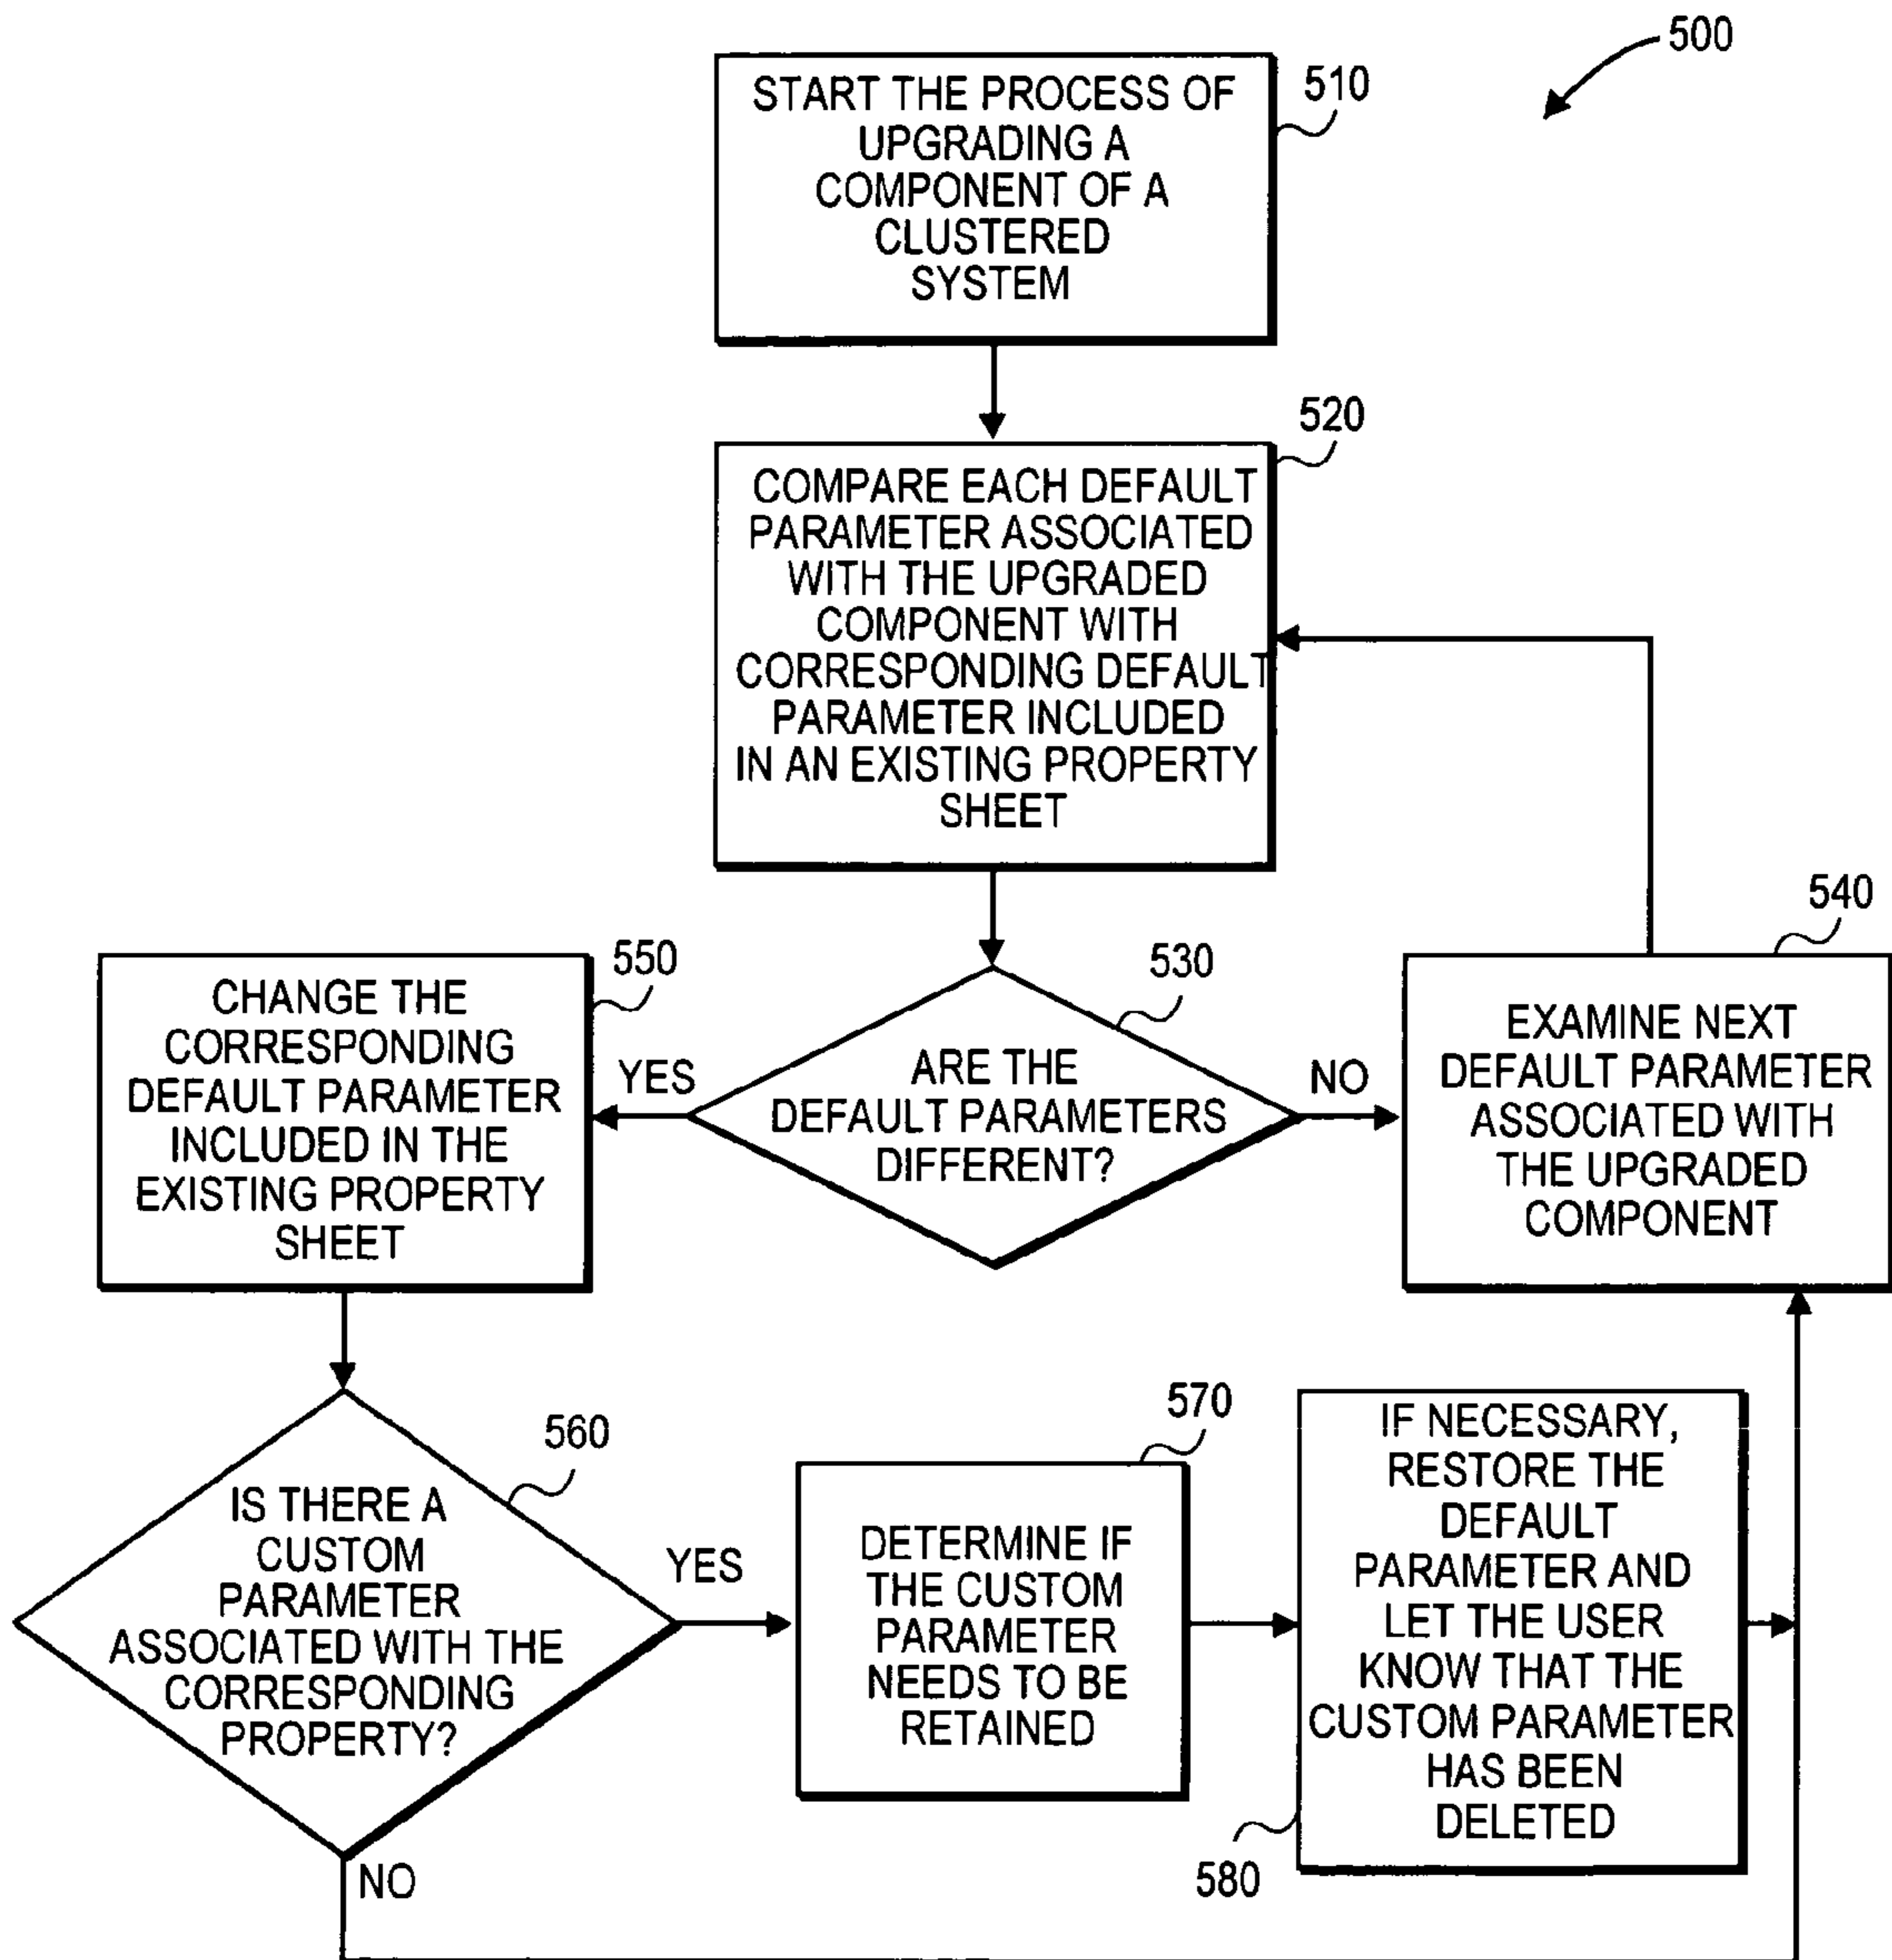 500
START THE PROCESS OF
UPGRADING A
COMPONENT OF A
CLUSTERED
SYSTEM
510
520
COMPARE EACH DEFAULT
PARAMETER ASSOCIATED
WITH THE UPGRADED
COMPONENT WITH
CORRESPONDING DEFAULT
PARAMETER INCLUDED
IN AN EXISTING PROPERTY
SHEET
530
ARE THE
DEFAULT PARAMETERS
DIFFERENT?
YES
NO
540
EXAMINE NEXT
DEFAULT PARAMETER
ASSOCIATED WITH
THE UPGRADED
COMPONENT
550
CHANGE THE
CORRESPONDING
DEFAULT PARAMETER
INCLUDED IN THE
EXISTING PROPERTY
SHEET
560
IS THERE A
CUSTOM
PARAMETER
ASSOCIATED WITH THE
CORRESPONDING
PROPERTY?
YES
NO
570
DETERMINE IF
THE CUSTOM
PARAMETER
NEEDS TO BE
RETAINED
IF NECESSARY,
RESTORE THE
DEFAULT
PARAMETER AND
LET THE USER
KNOW THAT THE
CUSTOM PARAMETER
HAS BEEN
DELETED
580